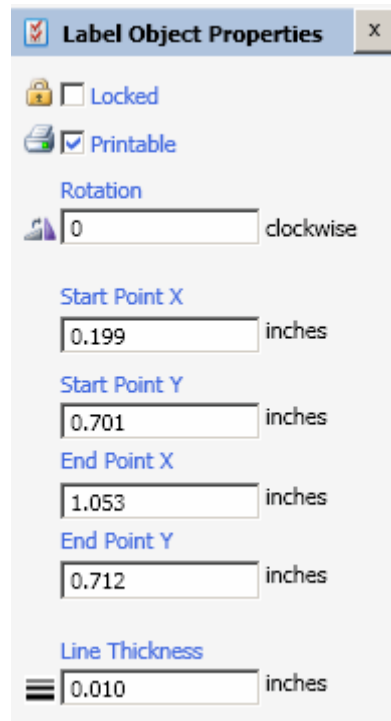 Label Object Properties x
Locked
Printable
Rotation
0 clockwise
Start Point X
0.199 inches
Start Point Y
0.701 inches
End Point X
1.053 inches
End Point Y
0.712 inches
Line Thickness
0.010 inches